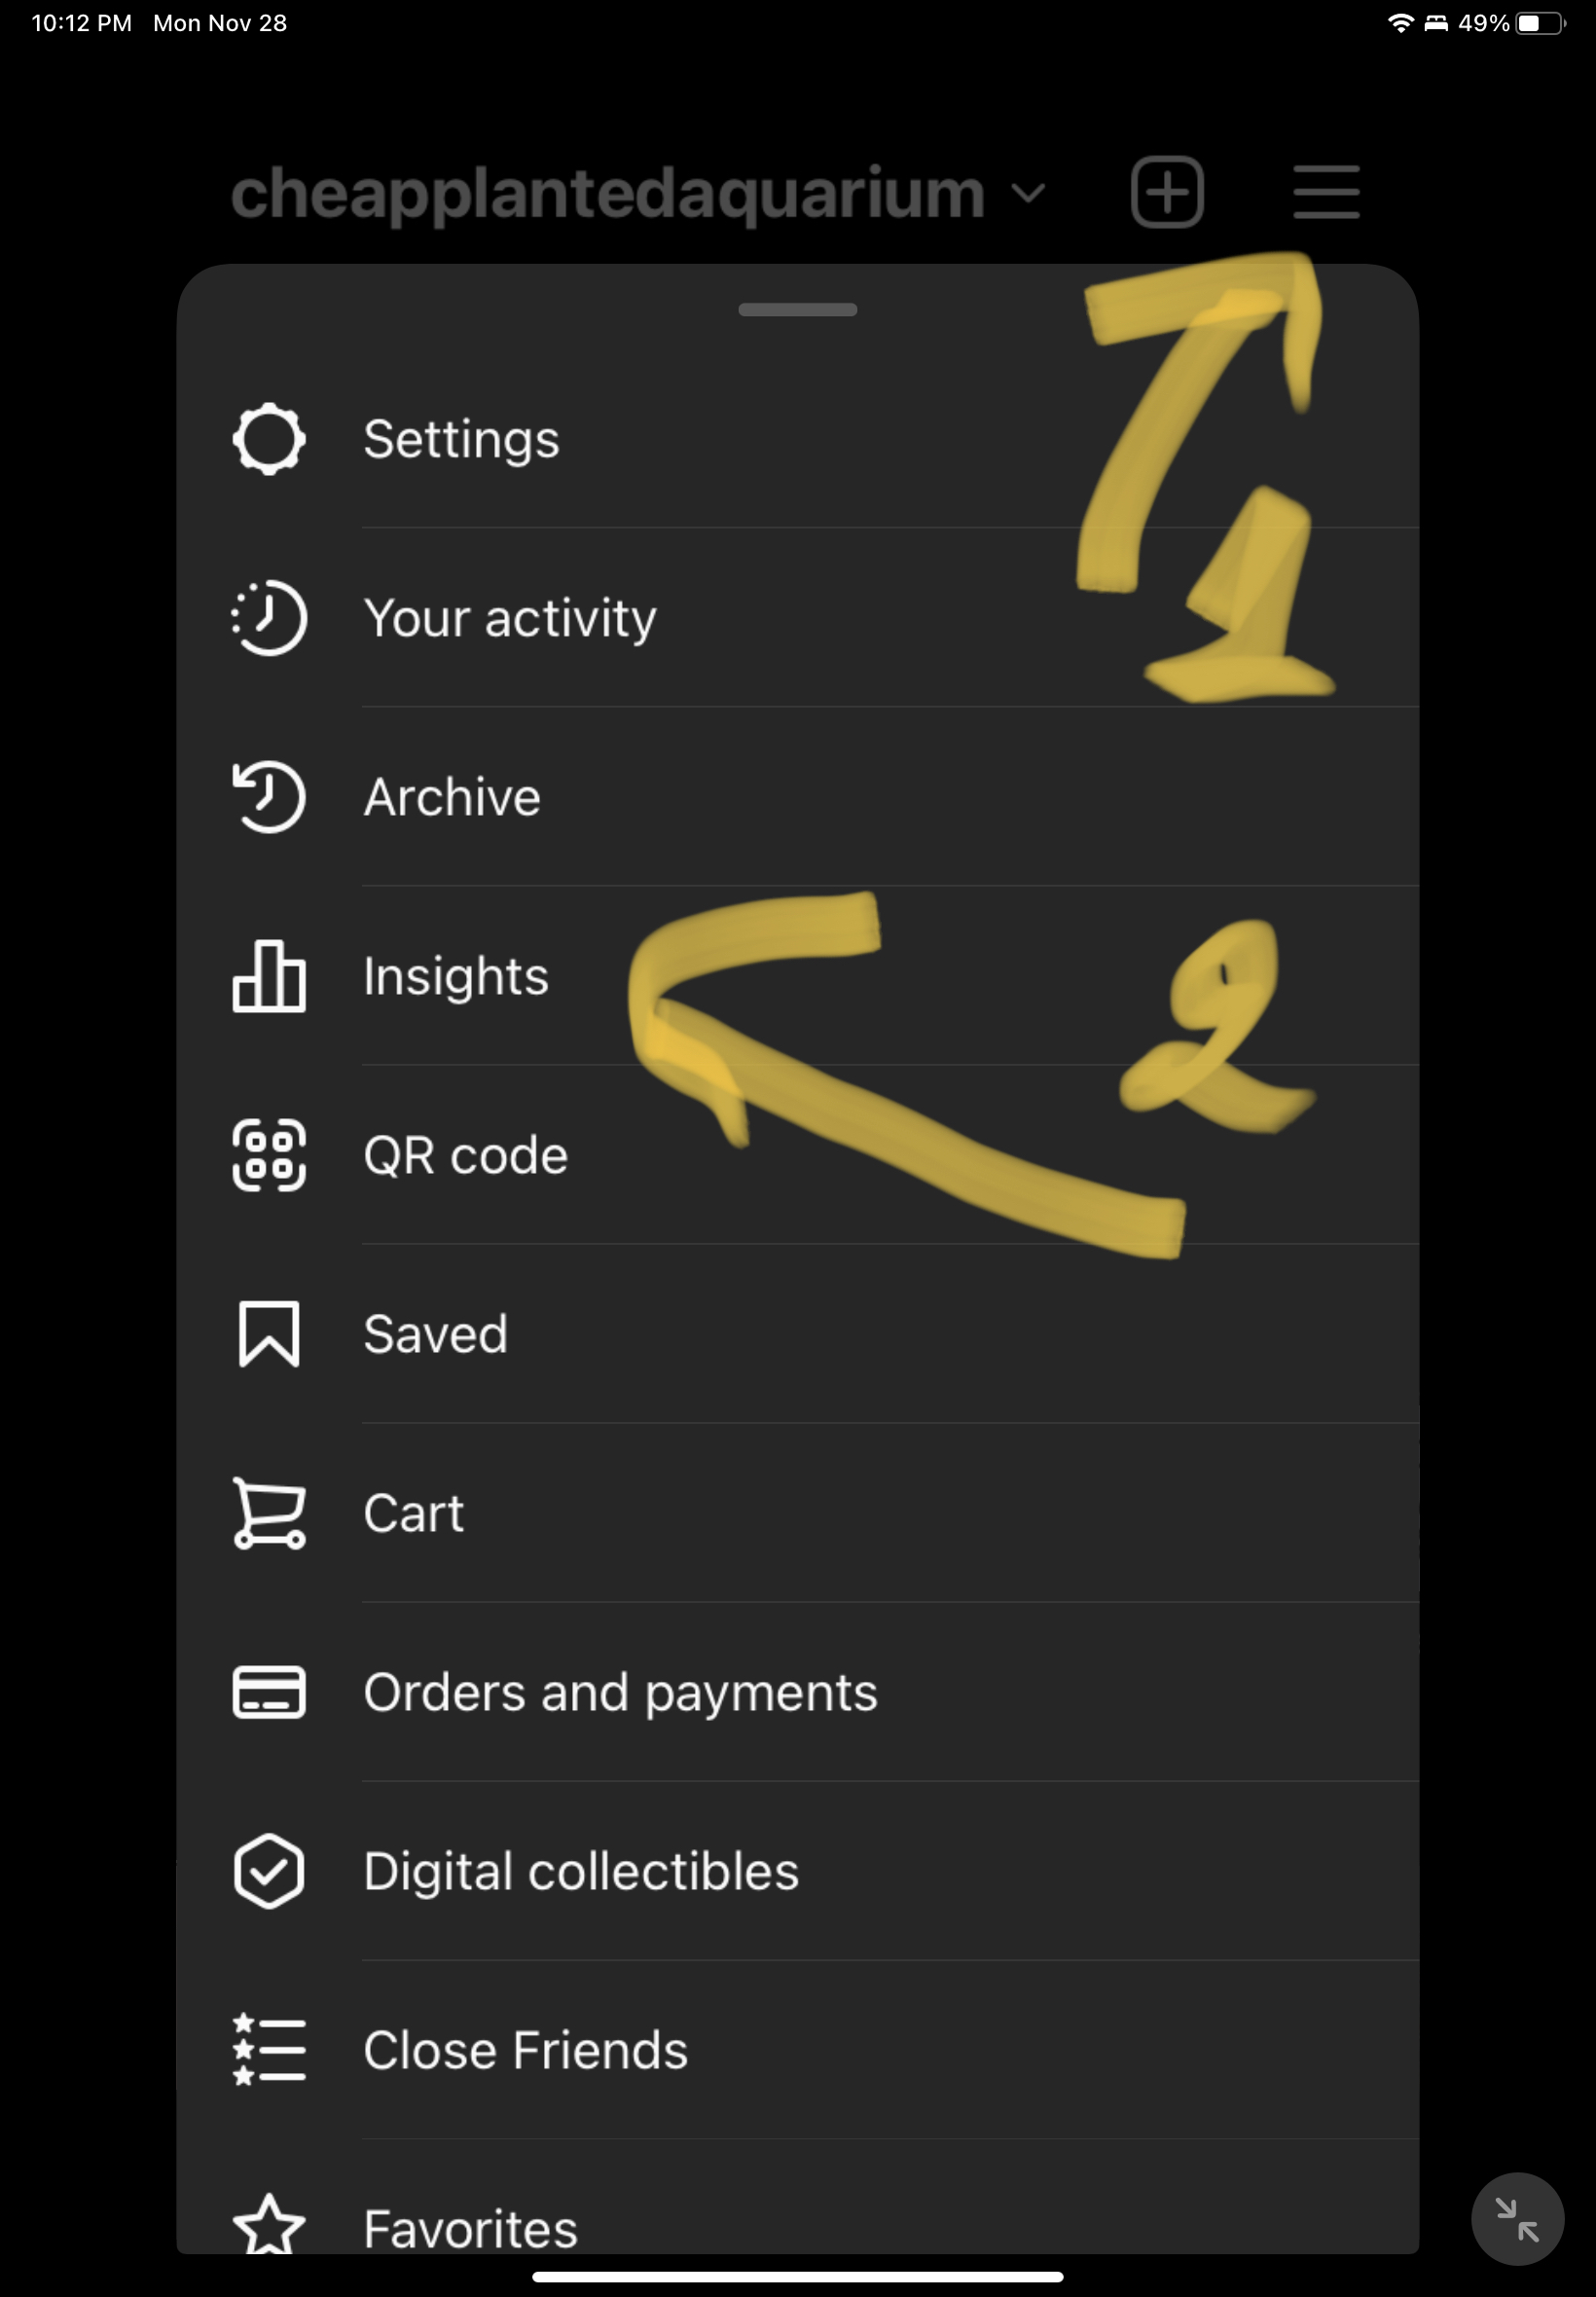 10:12 PM Mon Nov 28 49%
cheapplantedaquarium
Settings
1
Your activity
Archive
Insights
2
QR code
Saved
Cart
Orders and payments
Digital collectibles
Close Friends
Favorites